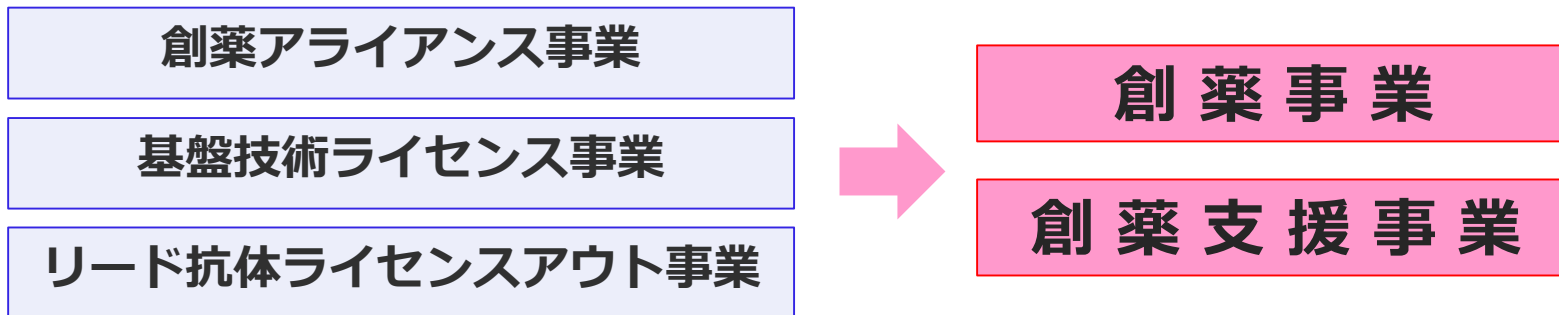 創薬アライアンス事業
基盤技術ライセンス事業
リード抗体ライセンスアウト事業
創薬事業
創薬支援事業